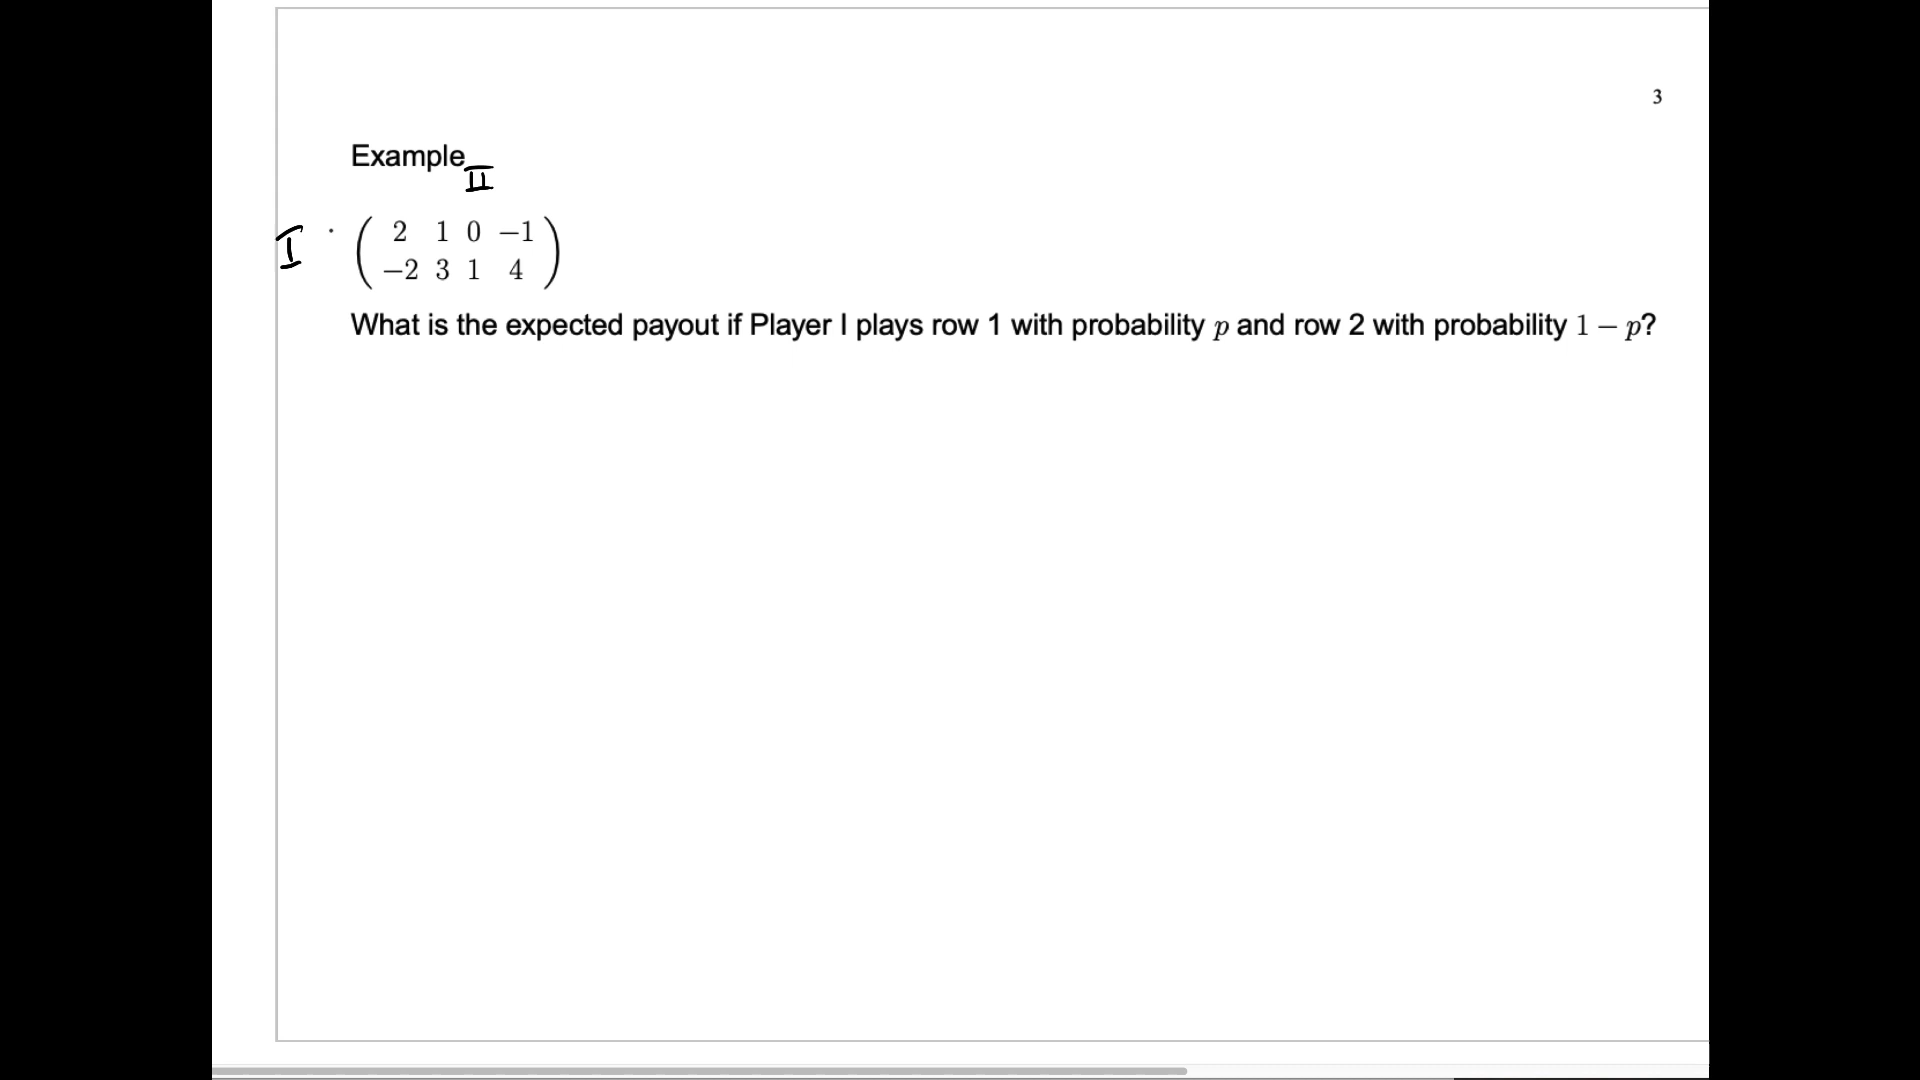 3
Example
II
I
2 1 0 −1
−2 3 1 4
What is the expected payout if Player I plays row 1 with probability p and row 2 with probability 1 − p?